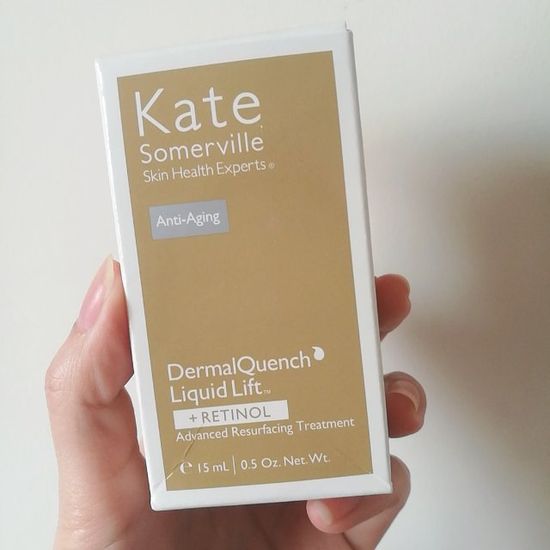 Kate
Somerville
Skin Health Experts®
Anti-Aging
DermalQuench
Liquid Lift™
+ RETINOL
Advanced Resurfacing Treatment
℮ 15 mL | 0.5 Oz. Net. Wt.